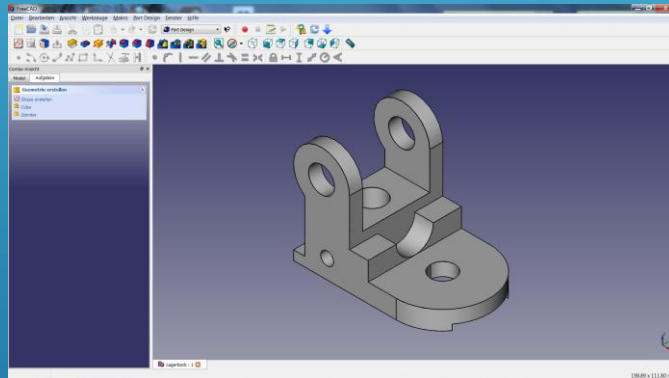 FreeCAD
Datei Bearbeiten Ansicht Werkzeuge Makro Part Design Fenster Hilfe
Part Design
Combo-Ansicht
Modell Aufgaben
Geometrie erstellen
Skizze erstellen
Cube
Zylinder
Lagerbock : 1